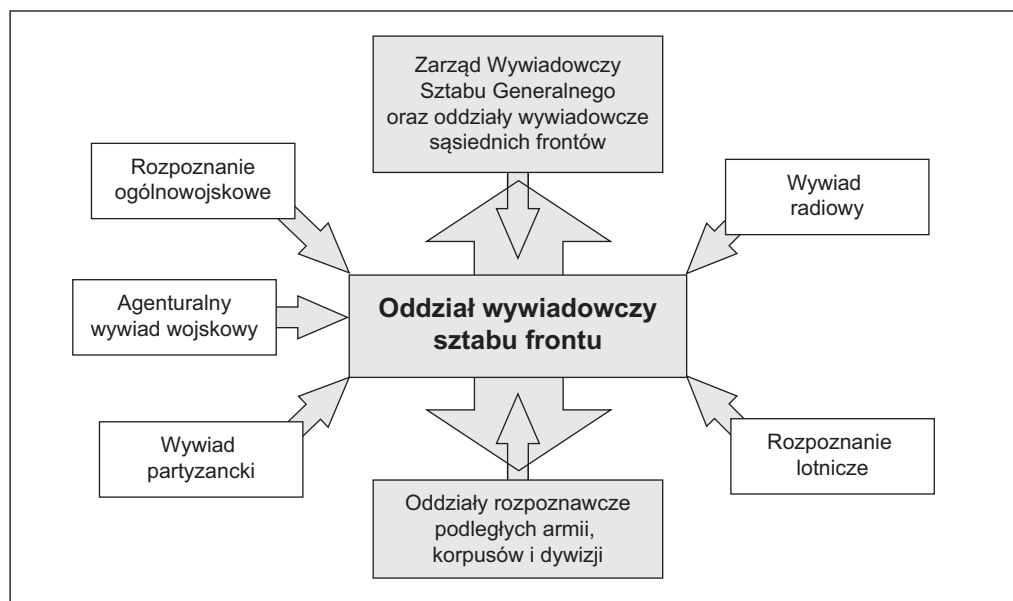 Zarząd Wywiadowczy
Sztabu Generalnego
oraz oddziały wywiadowcze
sąsiednich frontów
Rozpoznanie
ogólnowojskowe
Wywiad
radiowy
Agenturalny
wywiad wojskowy
Oddział wywiadowczy
sztabu frontu
Wywiad
partyzancki
Rozpoznanie
lotnicze
Oddziały rozpoznawcze
podległych armii,
korpusów i dywizji